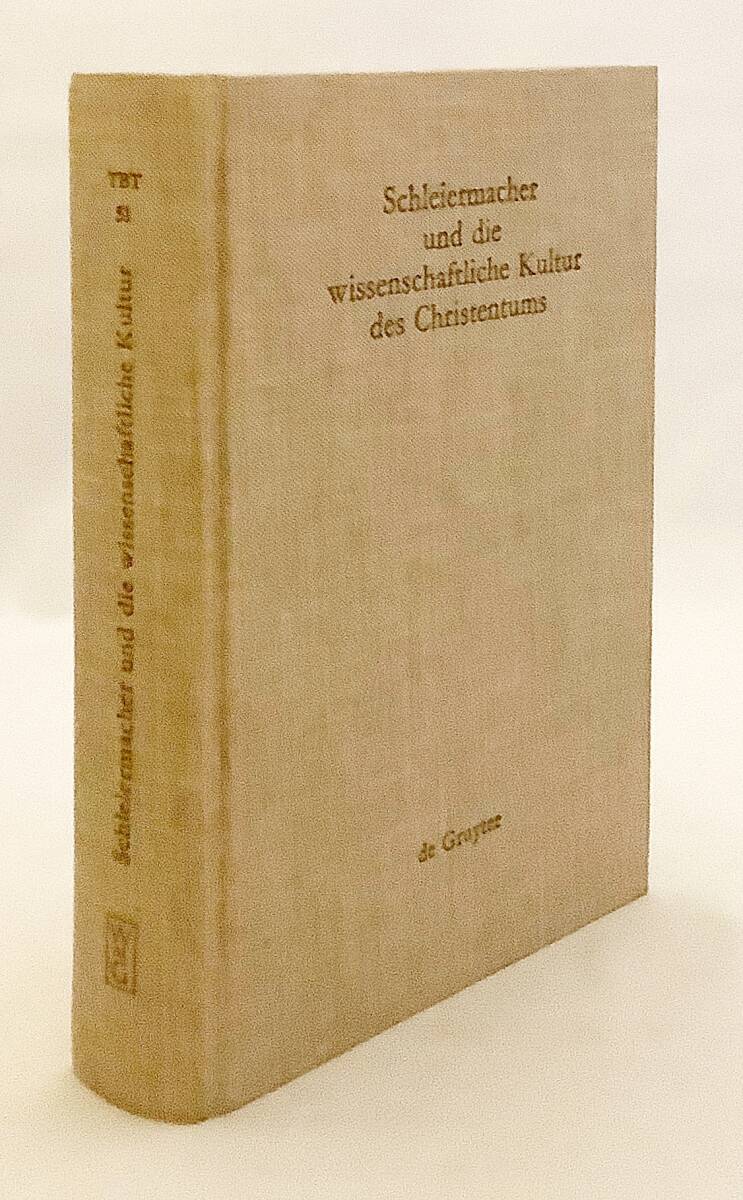 Schleiermacher
und die
wissenschaftliche Kultur
des Christentums
de Gruyter
TBT
Schleiermacher und die wissenschaftliche Kultur